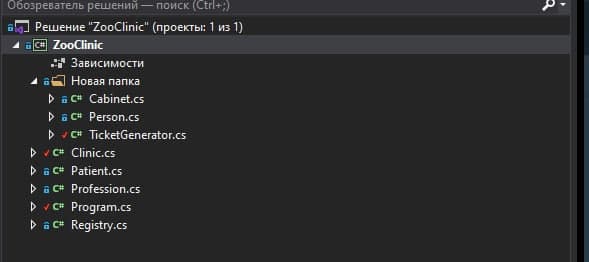 Обозреватель решений — поиск (Ctrl+;)
Решение "ZooClinic" (проекты: 1 из 1)
C# ZooClinic
Зависимости
Новая папка
C# Cabinet.cs
C# Person.cs
C# TicketGenerator.cs
C# Clinic.cs
C# Patient.cs
C# Profession.cs
C# Program.cs
C# Registry.cs